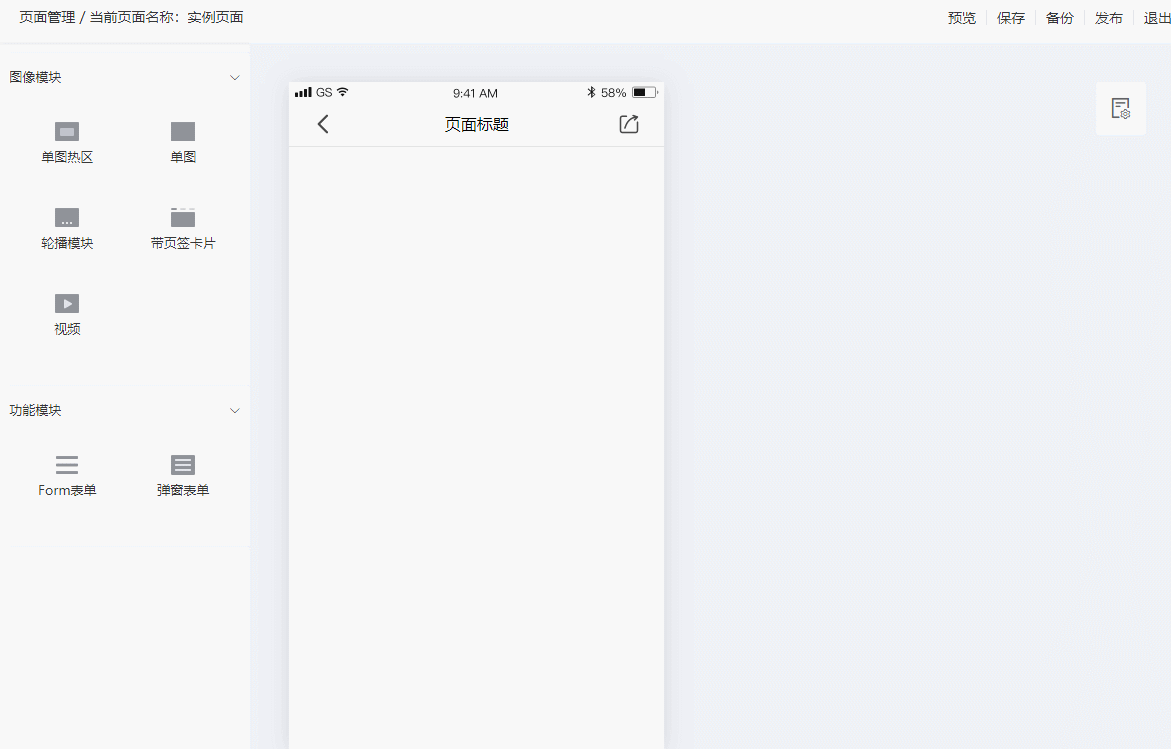 页面管理 / 当前页面名称：实例页面
预览 保存 备份 发布 退出
图像模块
单图热区 单图
轮播模块 带页签卡片
视频
功能模块
Form表单 弹窗表单
GS 9:41 AM 58%
页面标题